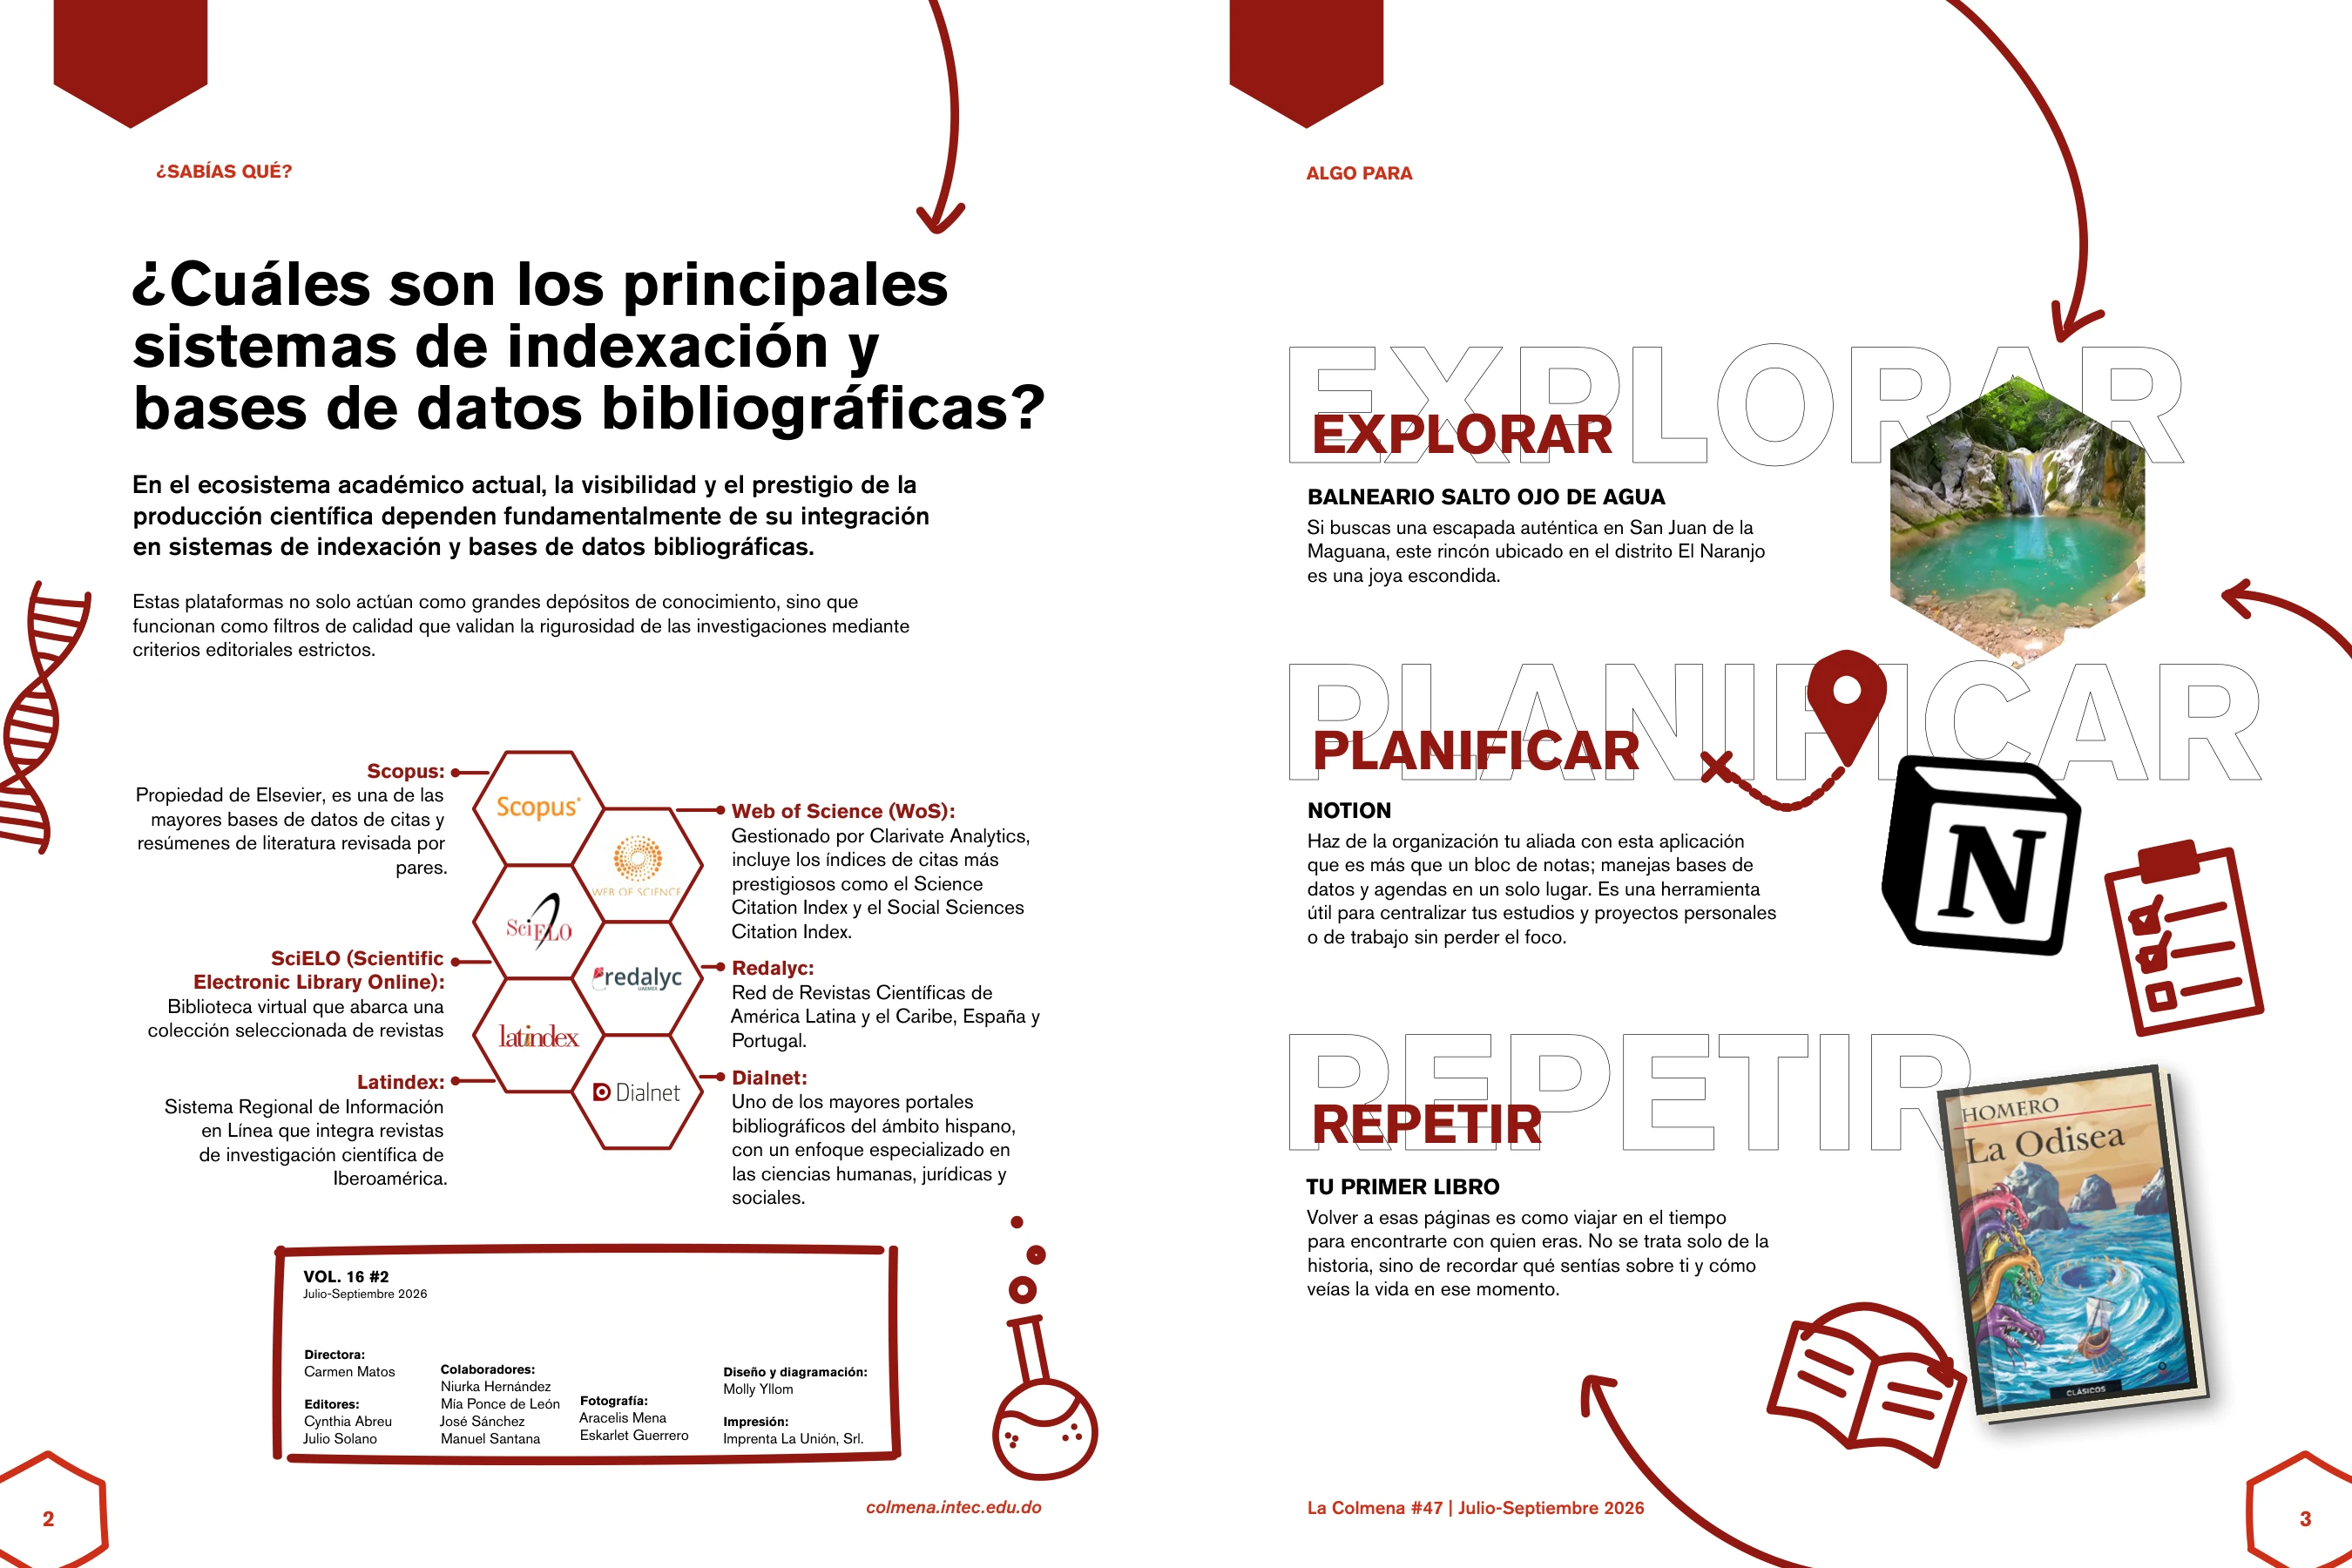 ¿SABÍAS QUÉ?
¿Cuáles son los principales
sistemas de indexación y
bases de datos bibliográficas?
En el ecosistema académico actual, la visibilidad y el prestigio de la
producción científica dependen fundamentalmente de su integración
en sistemas de indexación y bases de datos bibliográficas.
Estas plataformas no solo actúan como grandes depósitos de conocimiento, sino que
funcionan como filtros de calidad que validan la rigurosidad de las investigaciones mediante
criterios editoriales estrictos.
Scopus:
Propiedad de Elsevier, es una de las
mayores bases de datos de citas y
resúmenes de literatura revisada por
pares.
SciELO (Scientific
Electronic Library Online):
Biblioteca virtual que abarca una
colección seleccionada de revistas
Latindex:
Sistema Regional de Información
en Línea que integra revistas
de investigación científica de
Iberoamérica.
Scopus
WEB OF SCIENCE
SciELO
redalyc
latindex
Dialnet
Web of Science (WoS):
Gestionado por Clarivate Analytics,
incluye los índices de citas más
prestigiosos como el Science
Citation Index y el Social Sciences
Citation Index.
Redalyc:
Red de Revistas Científicas de
América Latina y el Caribe, España y
Portugal.
Dialnet:
Uno de los mayores portales
bibliográficos del ámbito hispano,
con un enfoque especializado en
las ciencias humanas, jurídicas y
sociales.
VOL. 16 #2
Julio-Septiembre 2026
Directora:
Carmen Matos
Editores:
Cynthia Abreu
Julio Solano
Colaboradores:
Niurka Hernández
Mía Ponce de León
José Sánchez
Manuel Santana
Fotografía:
Aracelis Mena
Eskarlet Guerrero
Diseño y diagramación:
Molly Yllom
Impresión:
Imprenta La Unión, Srl.
2
colmena.intec.edu.do
ALGO PARA
EXPLORAR
EXPLORAR
BALNEARIO SALTO OJO DE AGUA
Si buscas una escapada auténtica en San Juan de la
Maguana, este rincón ubicado en el distrito El Naranjo
es una joya escondida.
PLANIFICAR
PLANIFICAR
NOTION
Haz de la organización tu aliada con esta aplicación
que es más que un bloc de notas; manejas bases de
datos y agendas en un solo lugar. Es una herramienta
útil para centralizar tus estudios y proyectos personales
o de trabajo sin perder el foco.
N
REPETIR
REPETIR
TU PRIMER LIBRO
Volver a esas páginas es como viajar en el tiempo
para encontrarte con quien eras. No se trata solo de la
historia, sino de recordar qué sentías sobre ti y cómo
veías la vida en ese momento.
HOMERO
La Odisea
CLÁSICOS
La Colmena #47 | Julio-Septiembre 2026
3